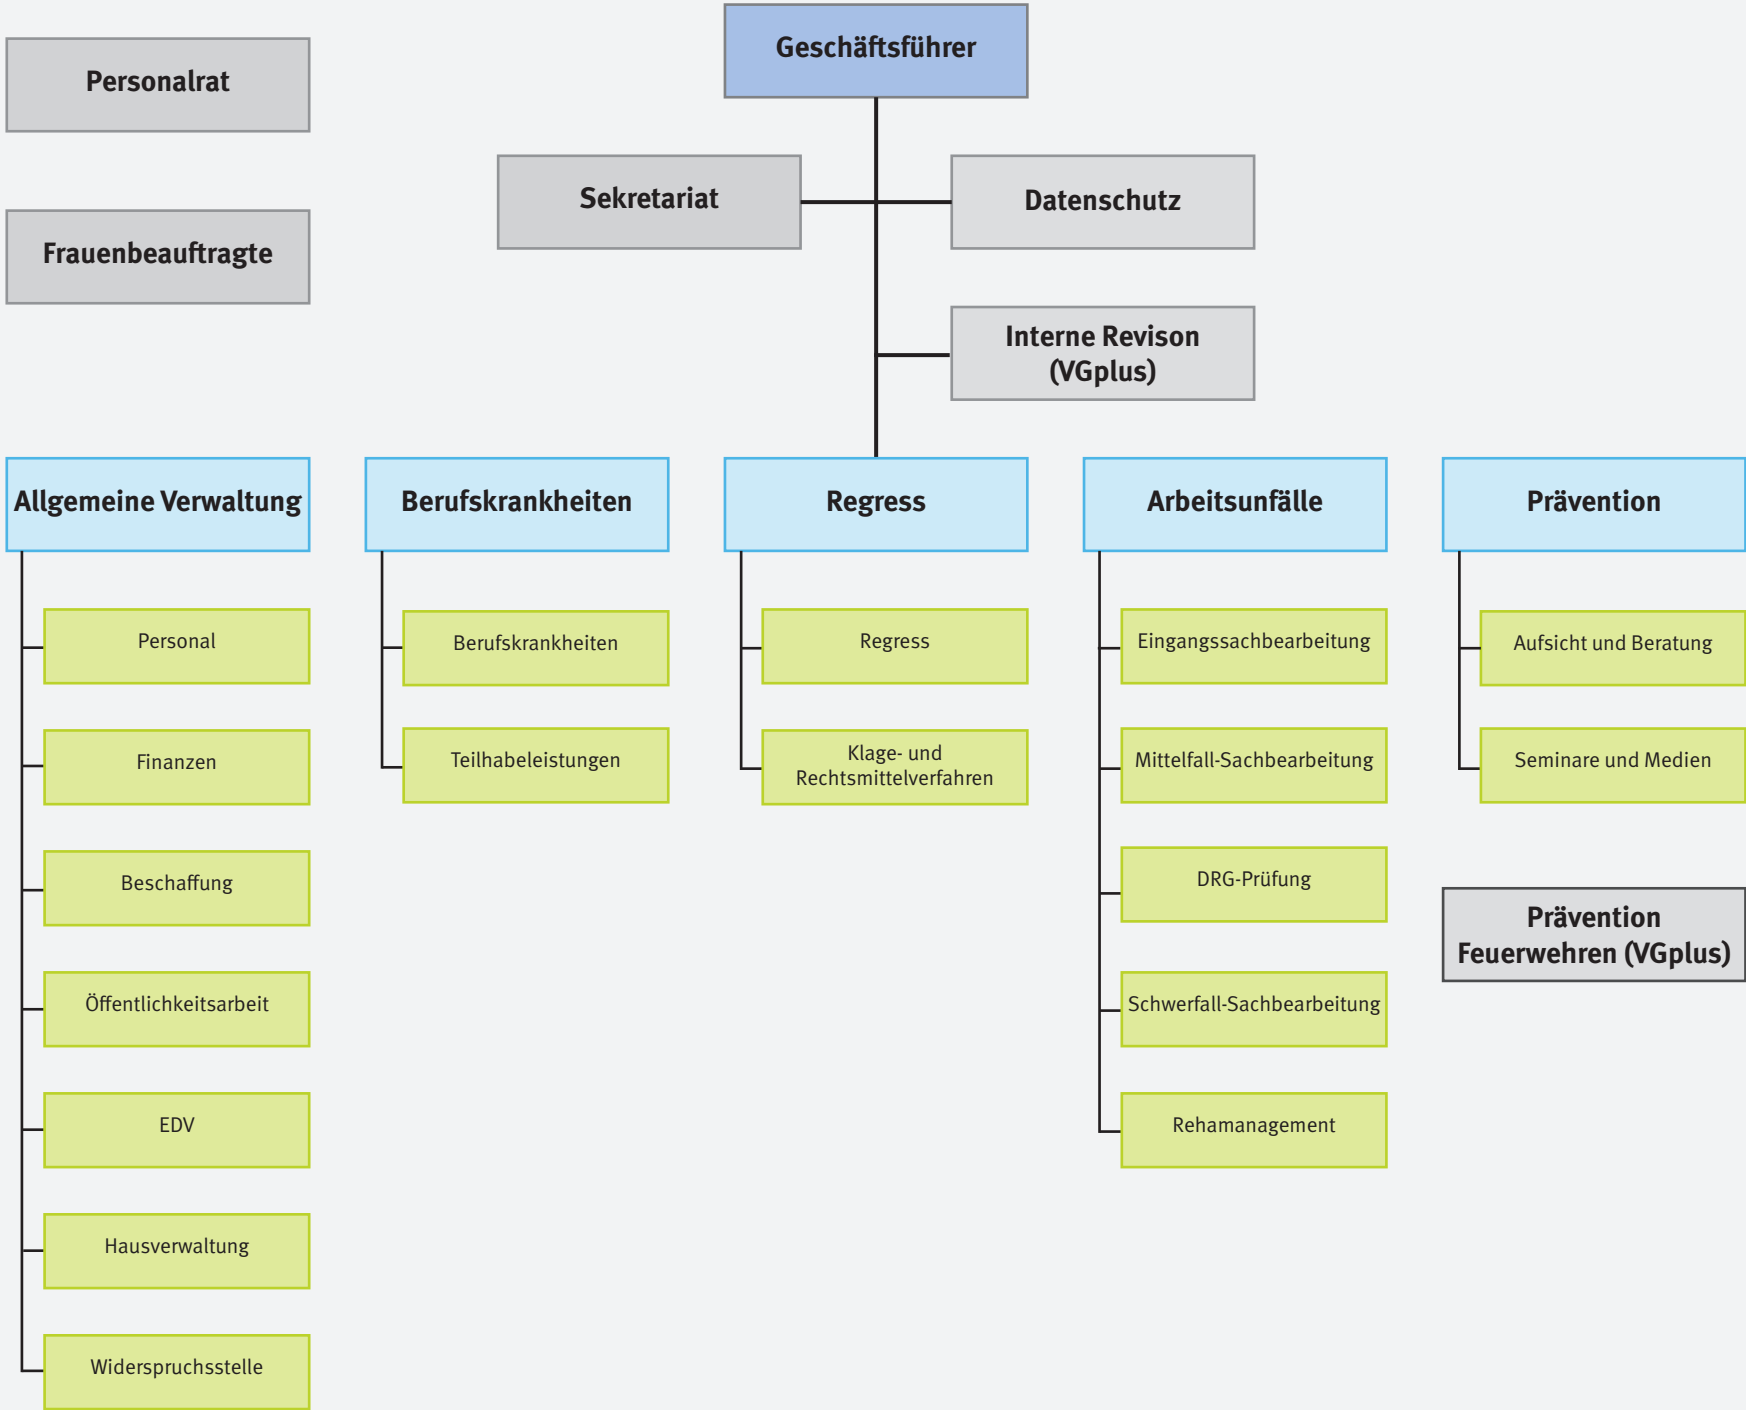 Geschäftsführer
Personalrat
Sekretariat
Datenschutz
Frauenbeauftragte
Interne Revison
(VGplus)
Allgemeine Verwaltung
Berufskrankheiten
Regress
Arbeitsunfälle
Prävention
Personal
Finanzen
Beschaffung
Öffentlichkeitsarbeit
EDV
Hausverwaltung
Widerspruchsstelle
Berufskrankheiten
Teilhabeleistungen
Regress
Klage- und
Rechtsmittelverfahren
Eingangssachbearbeitung
Mittelfall-Sachbearbeitung
DRG-Prüfung
Schwerfall-Sachbearbeitung
Rehamanagement
Aufsicht und Beratung
Seminare und Medien
Prävention
Feuerwehren (VGplus)